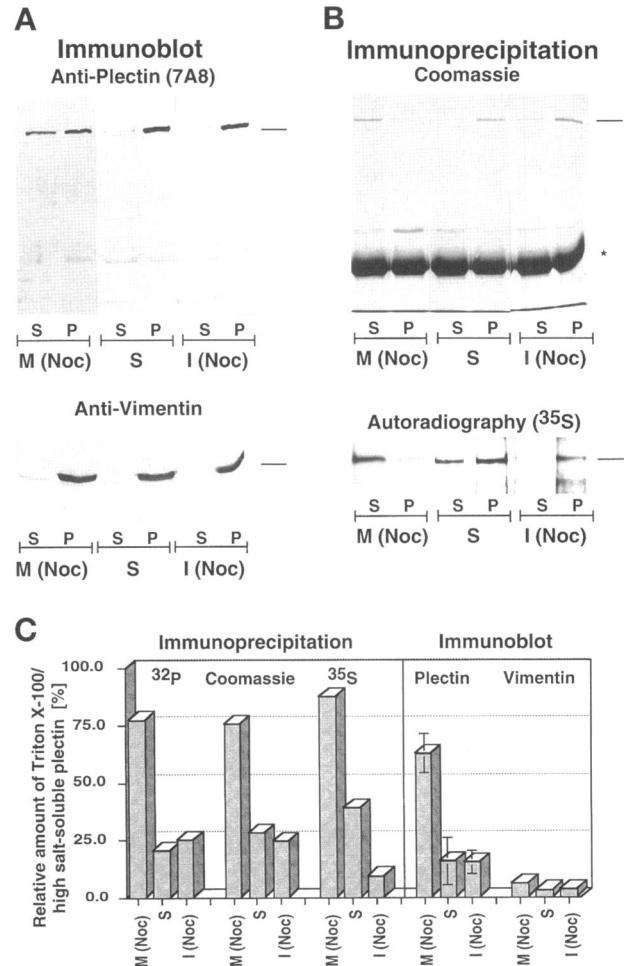 A
Immunoblot
Anti-Plectin (7A8)
S P S P S P
M (Noc) S I (Noc)
Anti-Vimentin
S P S P S P
M (Noc) S I (Noc)
B
Immunoprecipitation
Coomassie
*
S P S P S P
M (Noc) S I (Noc)
Autoradiography (35S)
S P S P S P
M (Noc) S I (Noc)
C
Immunoprecipitation Immunoblot
32P Coomassie 35S Plectin Vimentin
Relative amount of Triton X-100/
high salt-soluble plectin [%]
100.0
75.0
50.0
25.0
0.0
M (Noc) S I (Noc) M (Noc) S I (Noc) M (Noc) S I (Noc) M (Noc) S I (Noc) M (Noc) S I (Noc)